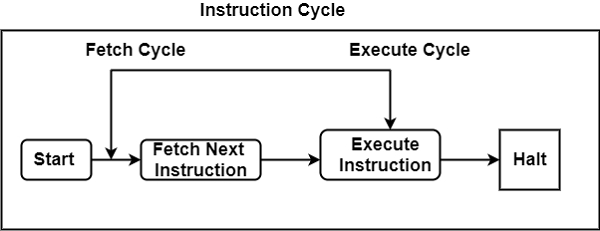 Instruction Cycle
Fetch Cycle
Execute Cycle
Start
Fetch Next
Instruction
Execute
Instruction
Halt